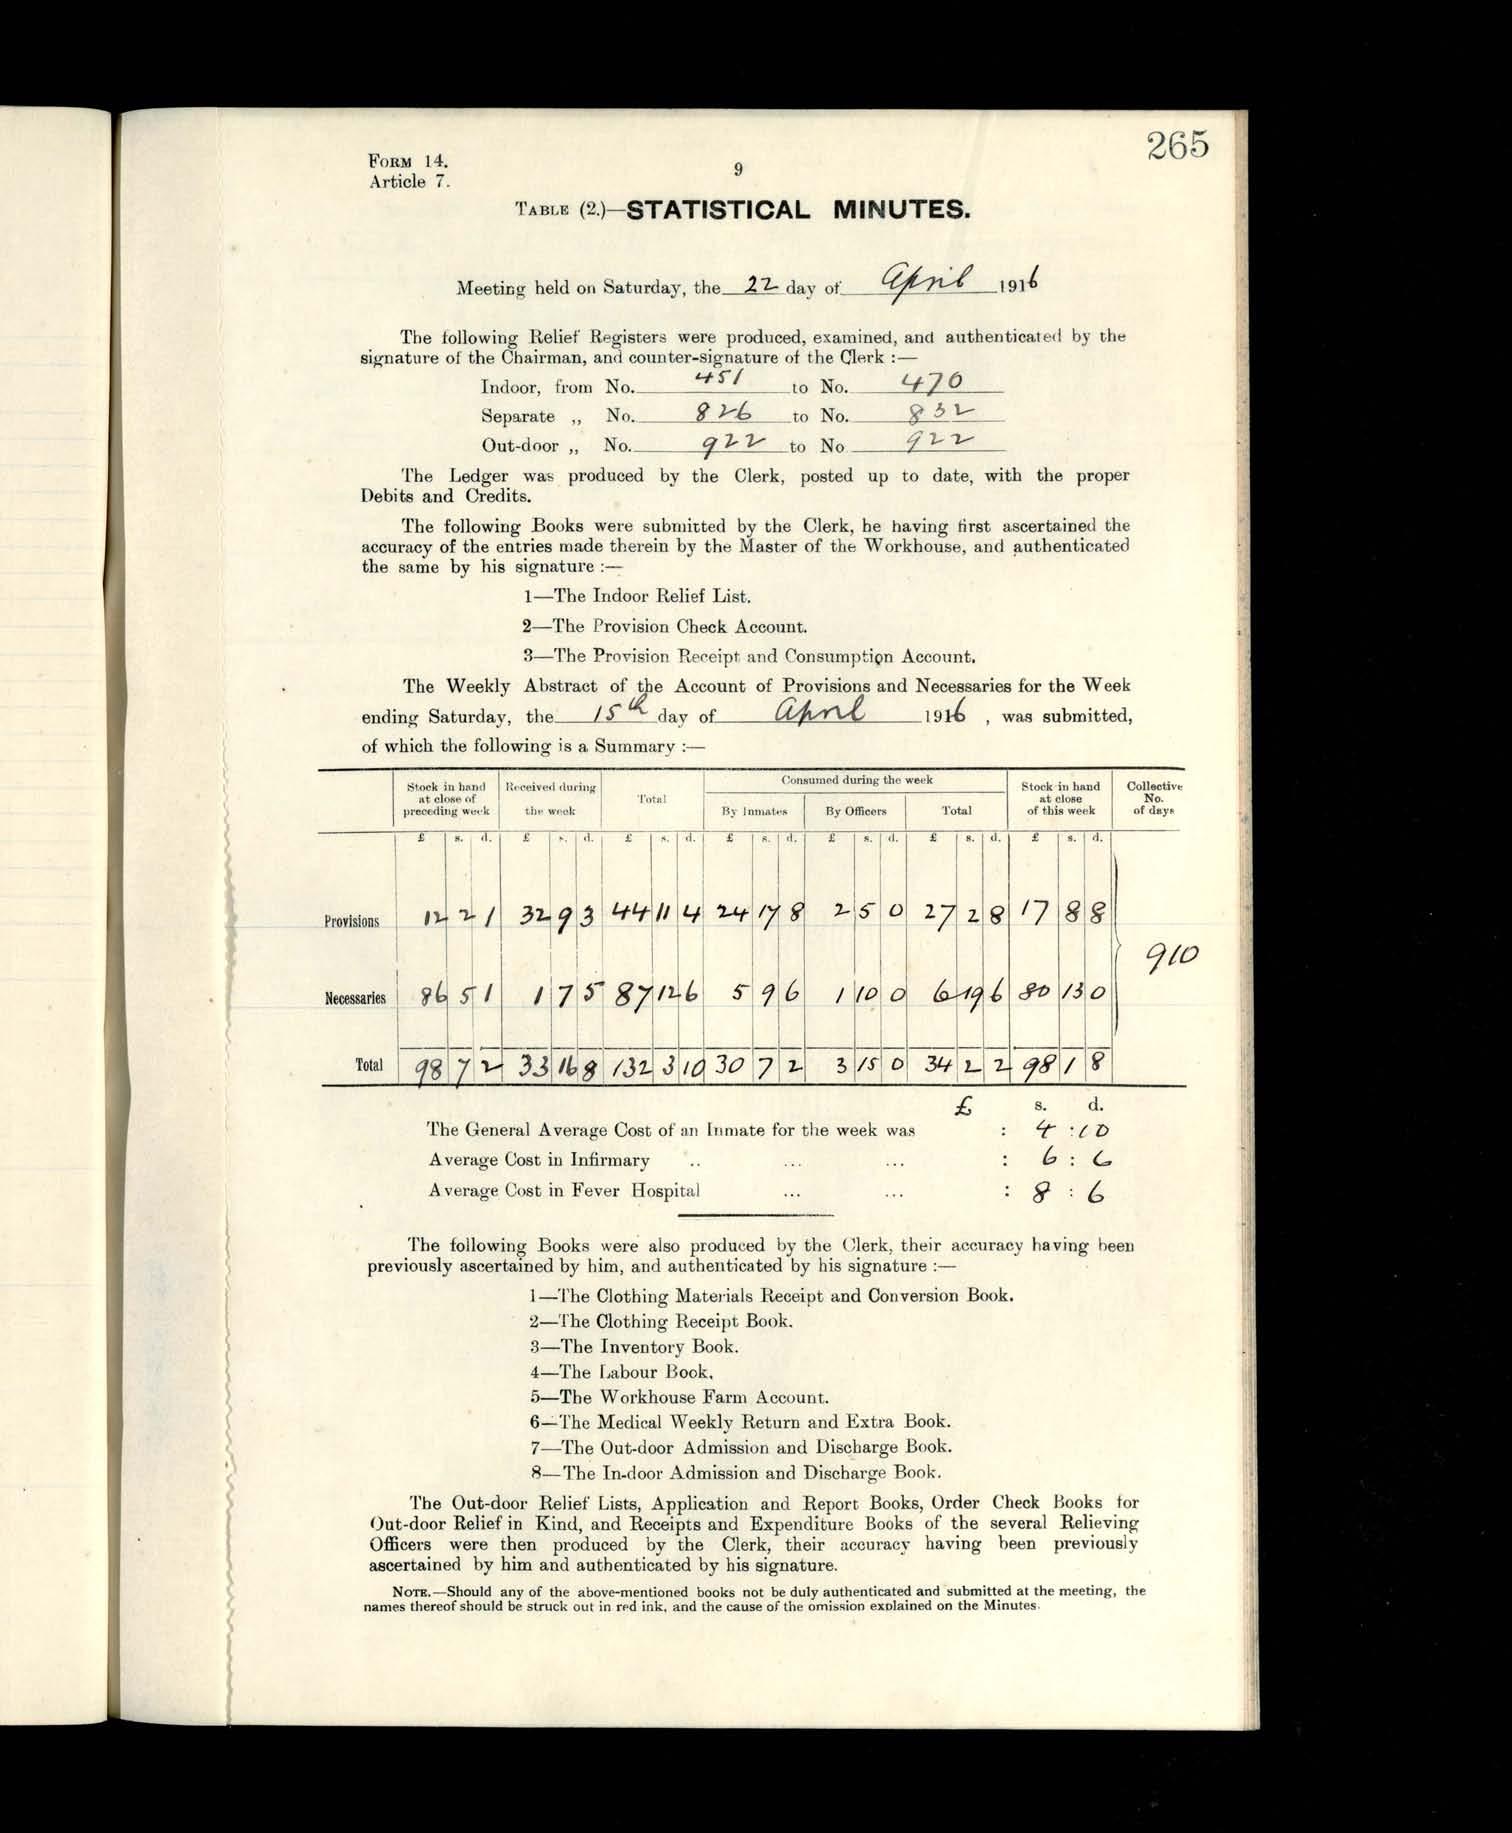 265
FORM 14.
Article 7.
9
TABLE (2.)—STATISTICAL MINUTES.
Meeting held on Saturday, the 22 day of April 1916
The following Relief Registers were produced, examined, and authenticated by the
signature of the Chairman, and counter-signature of the Clerk :—
Indoor, from No. 451 to No. 470
Separate ,, No. 826 to No. 832
Out-door ,, No. 922 to No 922
The Ledger was produced by the Clerk, posted up to date, with the proper
Debits and Credits.
The following Books were submitted by the Clerk, he having first ascertained the
accuracy of the entries made therein by the Master of the Workhouse, and authenticated
the same by his signature :—
1—The Indoor Relief List.
2—The Provision Check Account.
3—The Provision Receipt and Consumption Account.
The Weekly Abstract of the Account of Provisions and Necessaries for the Week
ending Saturday, the 15th day of April 1916 , was submitted,
of which the following is a Summary :—
Stock in hand at close of preceding week Received during the week Total Consumed during the week Stock in hand at close of this week Collective No. of days
By Inmates By Officers Total
£ s. d. £ s. d. £ s. d. £ s. d. £ s. d. £ s. d. £ s. d.
Provisions 12 2 1 32 9 3 44 11 4 24 17 8 2 5 0 27 2 8 17 8 8
910
Necessaries 86 5 1 1 7 5 87 12 6 5 9 6 1 10 0 6 19 6 80 13 0
Total 98 7 2 33 16 8 132 3 10 30 7 2 3 15 0 34 2 2 98 1 8
£ s. d.
The General Average Cost of an Inmate for the week was : 4 : 10
Average Cost in Infirmary .. ... ... : 6 : 6
Average Cost in Fever Hospital ... ... : 8 : 6
The following Books were also produced by the Clerk, their accuracy having been
previously ascertained by him, and authenticated by his signature :—
1—The Clothing Materials Receipt and Conversion Book.
2—The Clothing Receipt Book.
3—The Inventory Book.
4—The Labour Book.
5—The Workhouse Farm Account.
6—The Medical Weekly Return and Extra Book.
7—The Out-door Admission and Discharge Book.
8—The In-door Admission and Discharge Book.
The Out-door Relief Lists, Application and Report Books, Order Check Books for
Out-door Relief in Kind, and Receipts and Expenditure Books of the several Relieving
Officers were then produced by the Clerk, their accuracy having been previously
ascertained by him and authenticated by his signature.
NOTE.—Should any of the above-mentioned books not be duly authenticated and submitted at the meeting, the
names thereof should be struck out in red ink, and the cause of the omission explained on the Minutes.